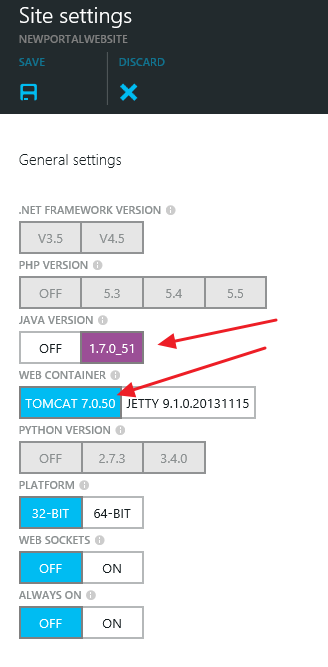 Site settings
NEWPORTALWEBSITE
SAVE DISCARD
General settings
.NET FRAMEWORK VERSION
V3.5 V4.5
PHP VERSION
OFF 5.3 5.4 5.5
JAVA VERSION
OFF 1.7.0_51
WEB CONTAINER
TOMCAT 7.0.50 JETTY 9.1.0.20131115
PYTHON VERSION
OFF 2.7.3 3.4.0
PLATFORM
32-BIT 64-BIT
WEB SOCKETS
OFF ON
ALWAYS ON
OFF ON